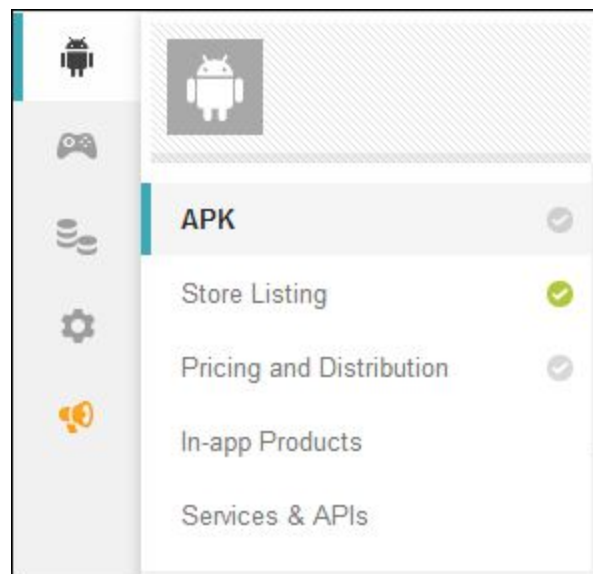 APK
Store Listing
Pricing and Distribution
In-app Products
Services & APIs